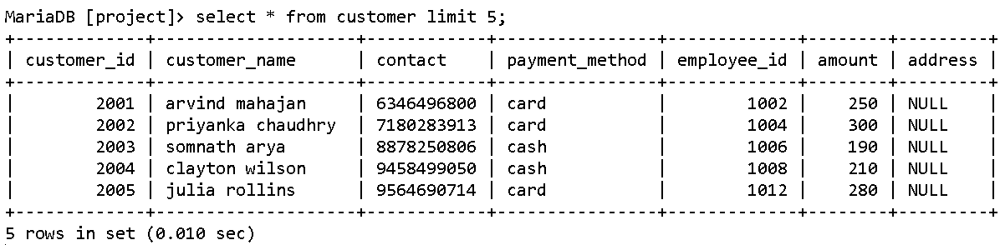 MariaDB [project]> select * from customer limit 5;
+-------------+--------------------+------------+----------------+-------------+--------+---------+
| customer_id | customer_name      | contact    | payment_method | employee_id | amount | address |
+-------------+--------------------+------------+----------------+-------------+--------+---------+
|        2001 | arvind mahajan     | 6346496800 | card           |        1002 |    250 | NULL    |
|        2002 | priyanka chaudhry  | 7180283913 | card           |        1004 |    300 | NULL    |
|        2003 | somnath arya       | 8878250806 | cash           |        1006 |    190 | NULL    |
|        2004 | clayton wilson     | 9458499050 | cash           |        1008 |    210 | NULL    |
|        2005 | julia rollins      | 9564690714 | card           |        1012 |    280 | NULL    |
+-------------+--------------------+------------+----------------+-------------+--------+---------+
5 rows in set (0.010 sec)